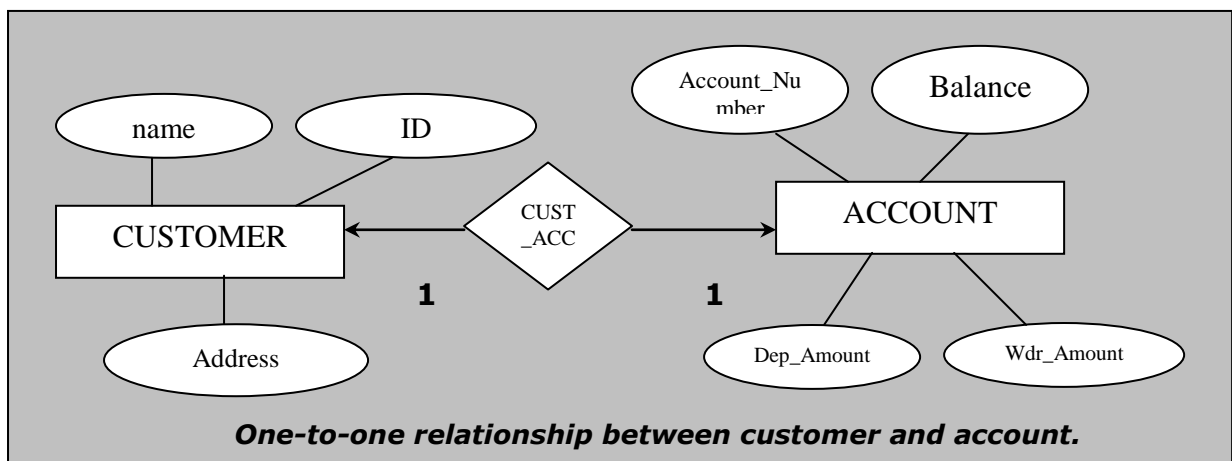 Account_Nu
mber
Balance
name
ID
CUST
_ACC
CUSTOMER
ACCOUNT
1
1
Address
Dep_Amount
Wdr_Amount
One-to-one relationship between customer and account.